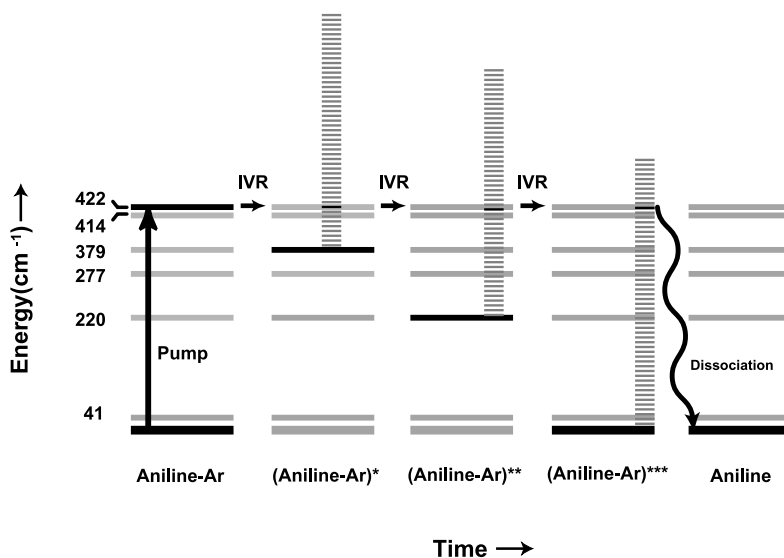 Energy(cm -1)
422
414
379
277
220
41
IVR
IVR
IVR
Pump
Dissociation
Aniline-Ar
(Aniline-Ar)*
(Aniline-Ar)**
(Aniline-Ar)***
Aniline
Time